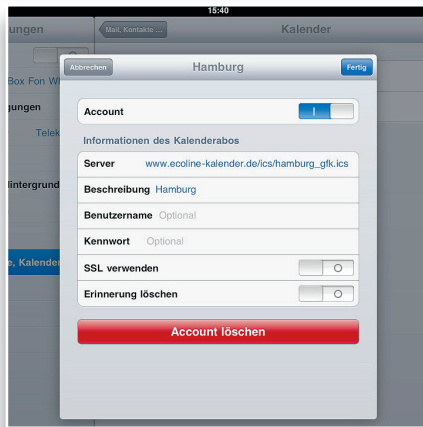 15:40
ungen
Mail, Kontakte ...
Kalender
Abbrechen
Hamburg
Fertig
Box Fon W
Account
gungen
Informationen des Kalenderabos
Telek
Server www.ecoline-kalender.de/ics/hamburg_gfk.ics
Beschreibung Hamburg
lintergrund
Benutzername Optional
Kennwort Optional
SSL verwenden
e, Kalender
Erinnerung löschen
Account löschen